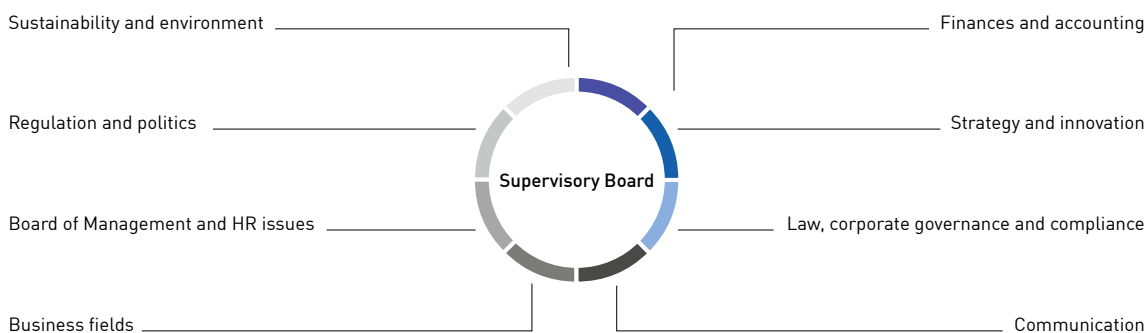 Sustainability and environment
Finances and accounting
Regulation and politics
Strategy and innovation
Supervisory Board
Board of Management and HR issues
Law, corporate governance and compliance
Business fields
Communication